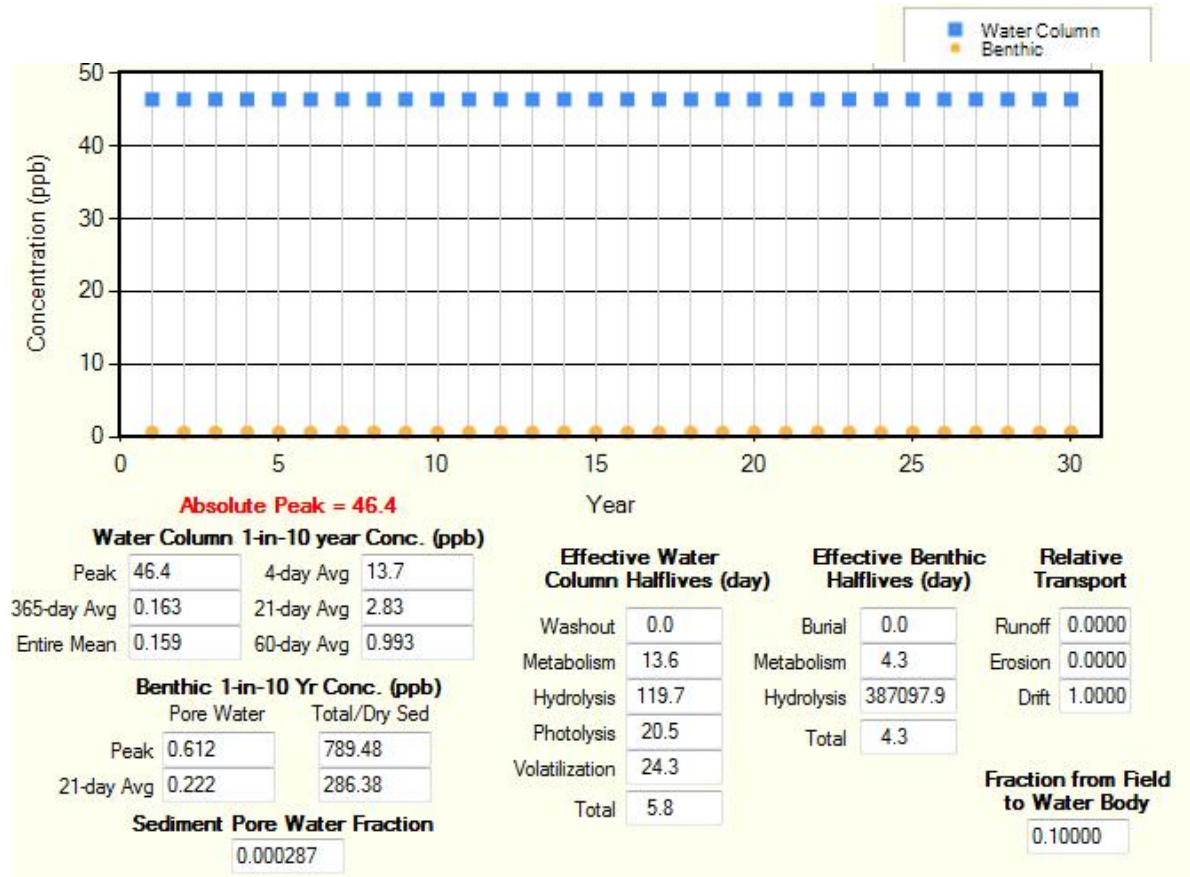 Water Column
Benthic
50
40
30
20
10
0
Concentration (ppb)
0 5 10 15 20 25 30
Year
Absolute Peak = 46.4
Water Column 1-in-10 year Conc. (ppb)
Peak 46.4 4-day Avg 13.7
365-day Avg 0.163 21-day Avg 2.83
Entire Mean 0.159 60-day Avg 0.993
Benthic 1-in-10 Yr Conc. (ppb)
Pore Water Total/Dry Sed
Peak 0.612 789.48
21-day Avg 0.222 286.38
Sediment Pore Water Fraction
0.000287
Effective Water
Column Halflives (day)
Washout 0.0
Metabolism 13.6
Hydrolysis 119.7
Photolysis 20.5
Volatilization 24.3
Total 5.8
Effective Benthic
Halflives (day)
Burial 0.0
Metabolism 4.3
Hydrolysis 387097.9
Total 4.3
Relative
Transport
Runoff 0.0000
Erosion 0.0000
Drift 1.0000
Fraction from Field
to Water Body
0.10000